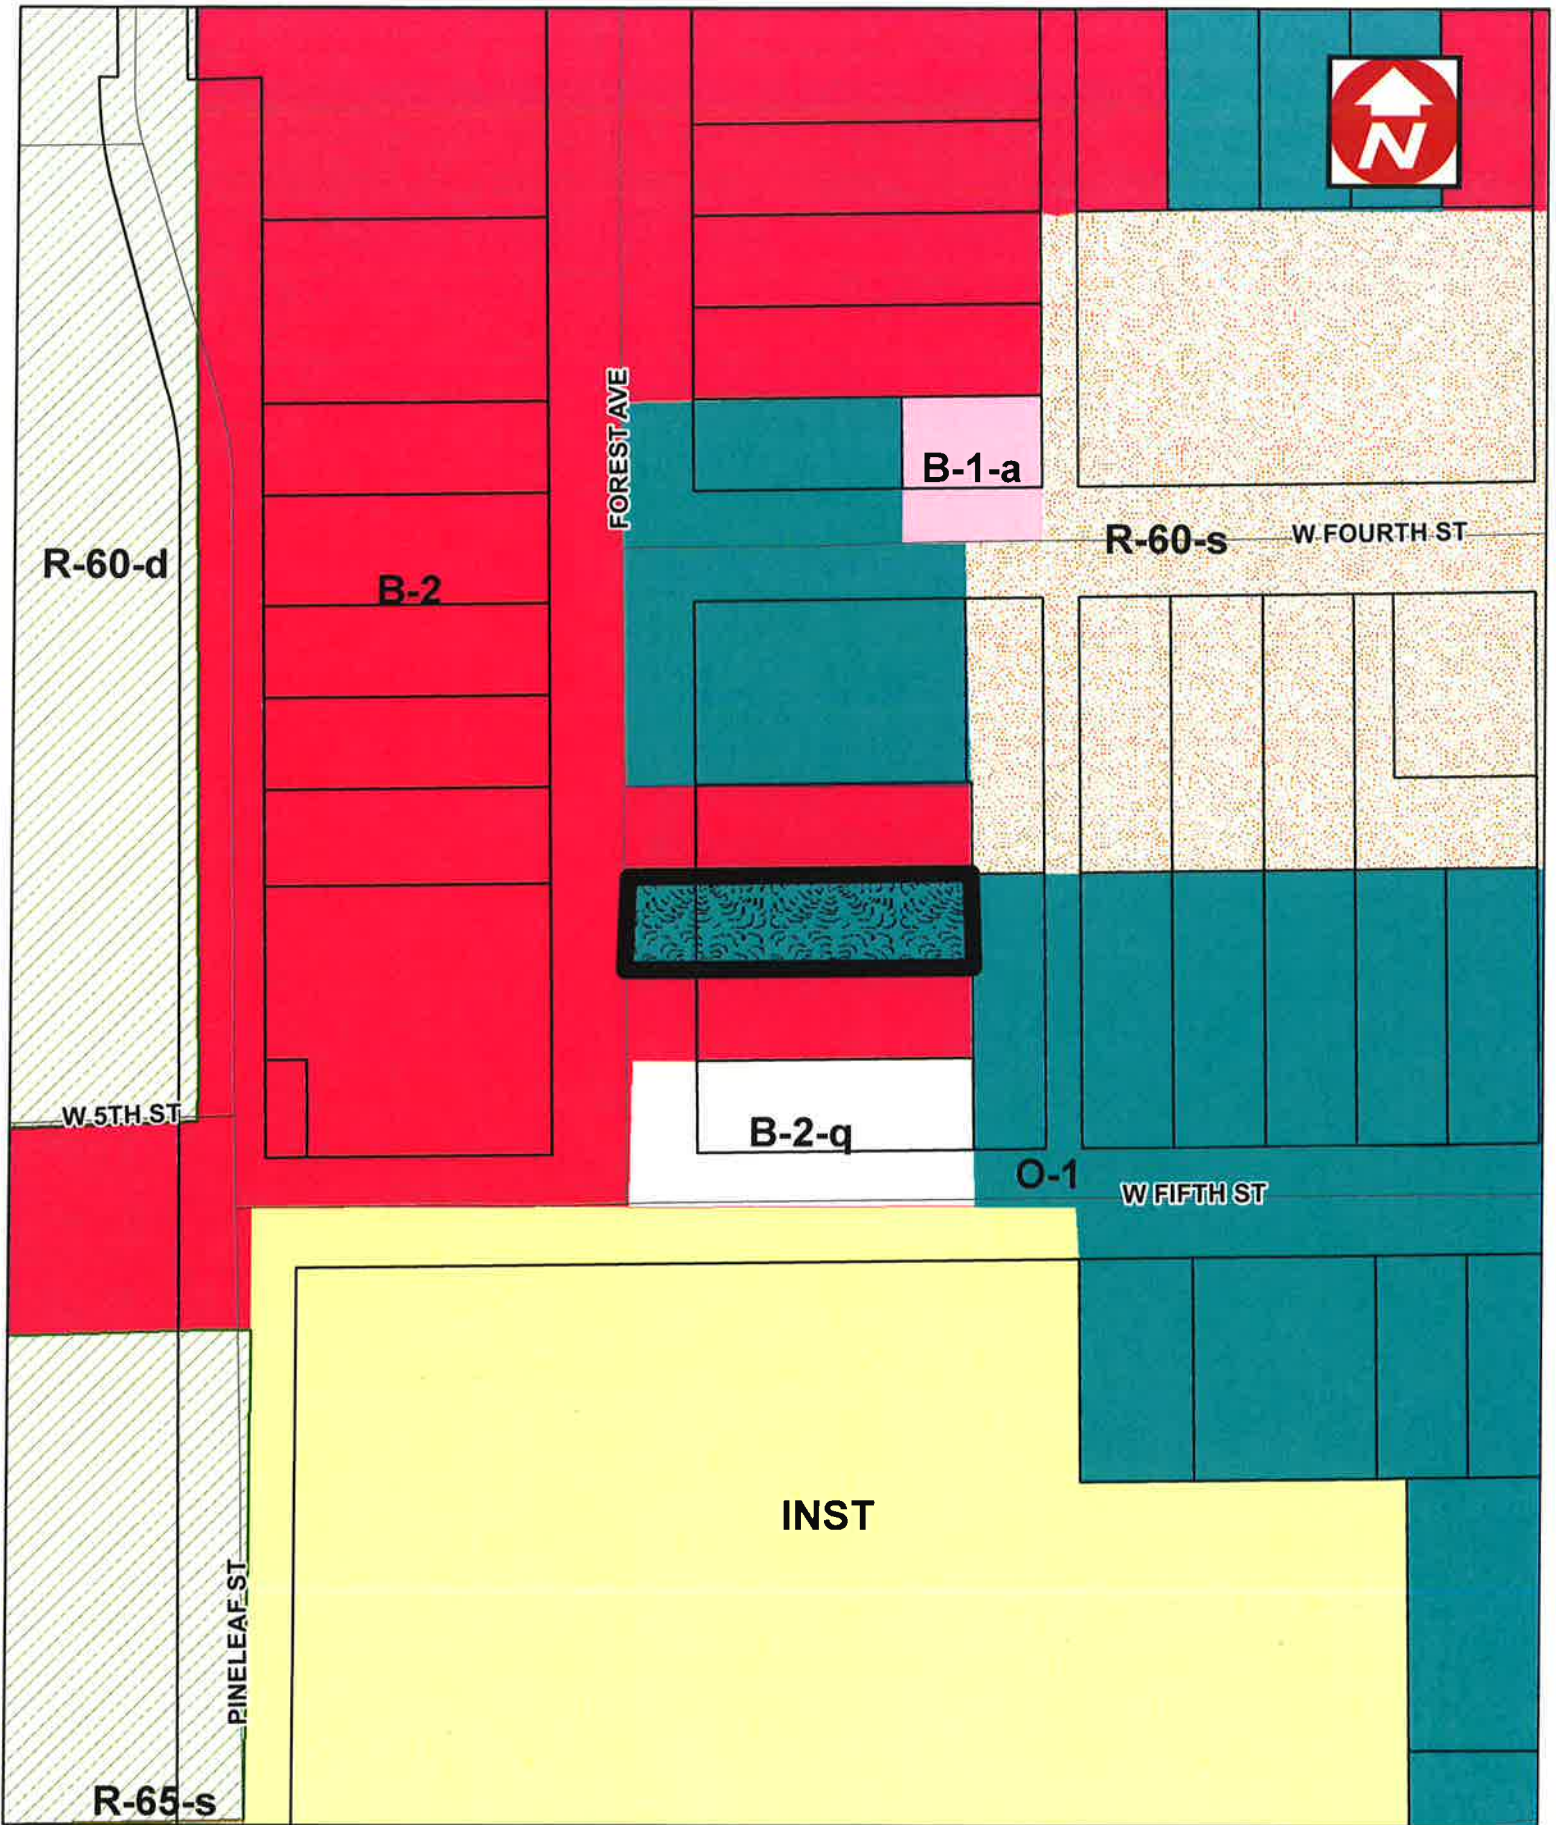 N
FOREST AVE
B-1-a
R-60-s
W FOURTH ST
R-60-d
B-2
W 5TH ST
B-2-q
O-1
W FIFTH ST
INST
PINELEAF ST
R-65-s